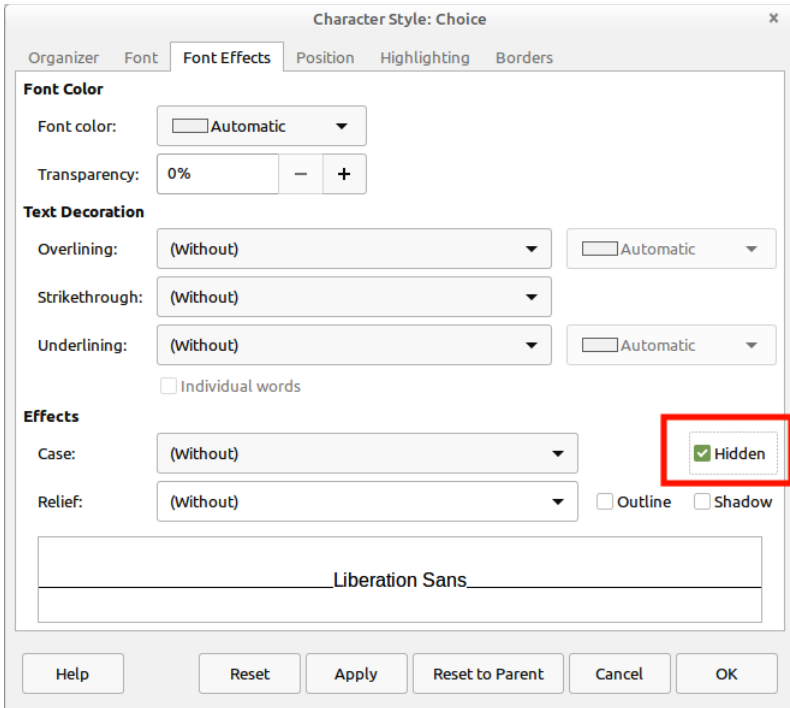 Character Style: Choice ×
Organizer Font Font Effects Position Highlighting Borders
Font Color
Font color: Automatic
Transparency: 0% − +
Text Decoration
Overlining: (Without) Automatic
Strikethrough: (Without)
Underlining: (Without) Automatic
Individual words
Effects
Case: (Without) Hidden
Relief: (Without) Outline Shadow
Liberation Sans
Help Reset Apply Reset to Parent Cancel OK